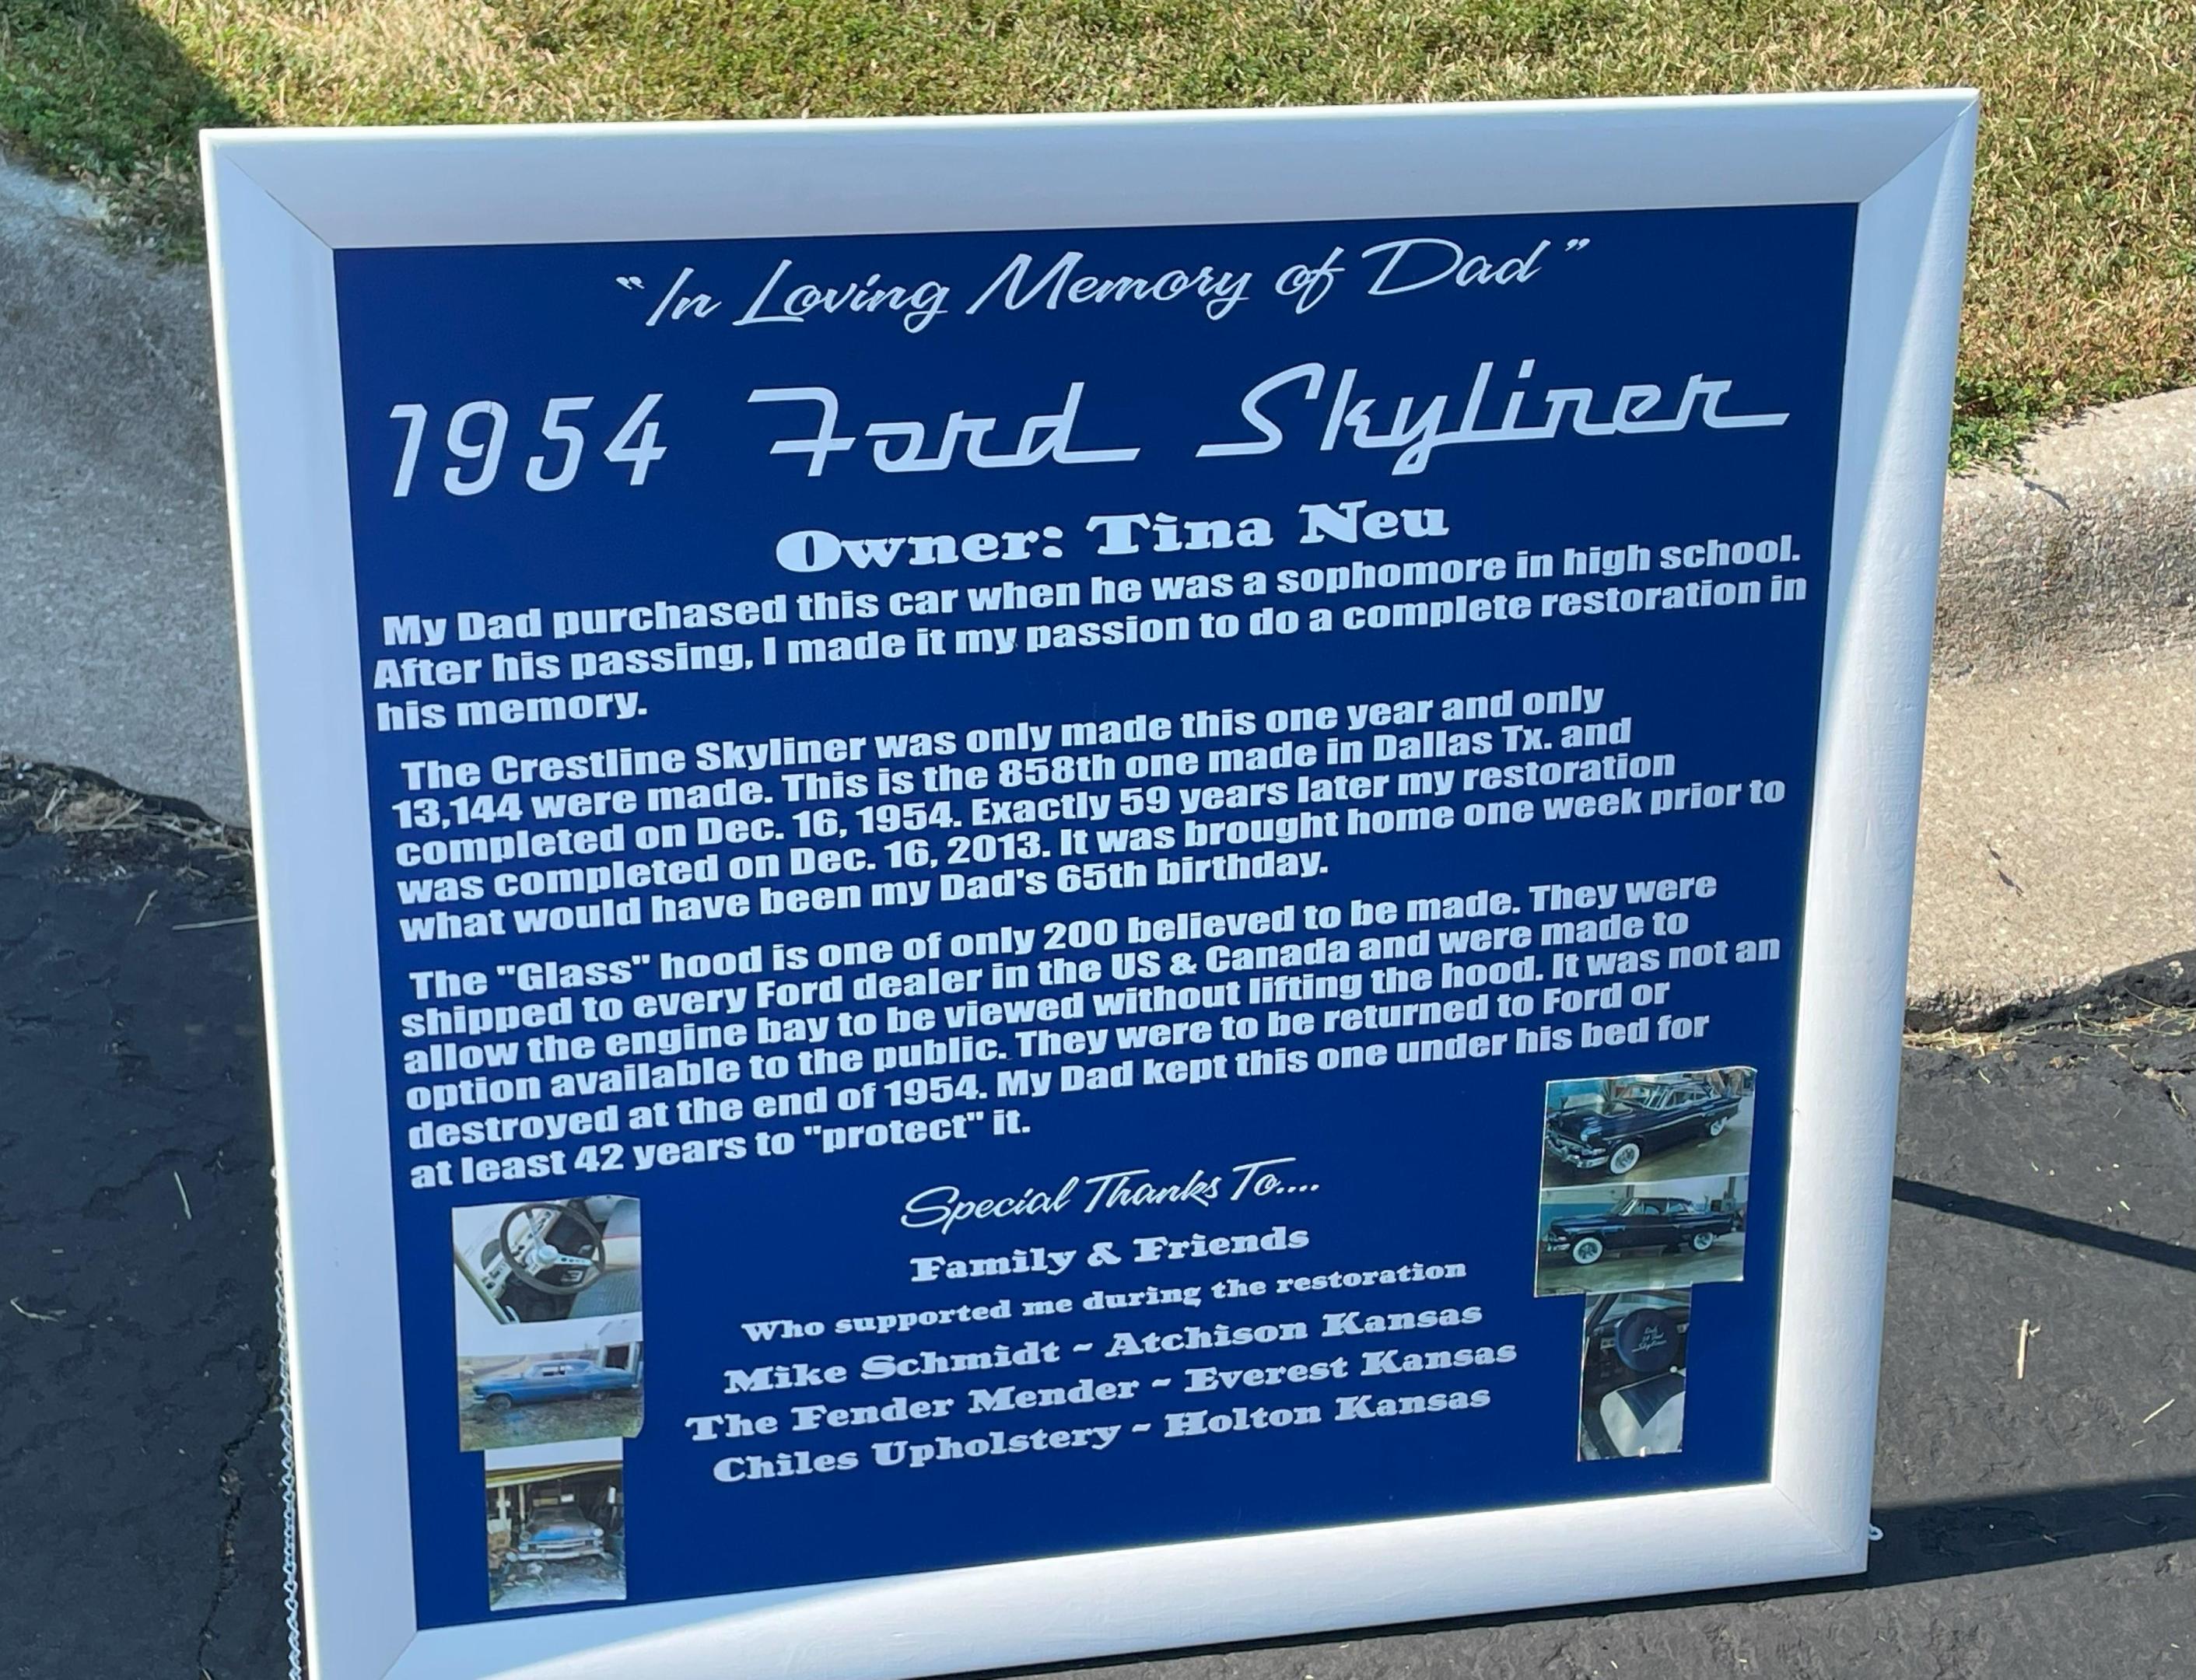 "In Loving Memory of Dad"
1954 Ford Skyliner
Owner: Tina Neu
My Dad purchased this car when he was a sophomore in high school.
After his passing, I made it my passion to do a complete restoration in
his memory.
The Crestline Skyliner was only made this one year and only
13,144 were made. This is the 858th one made in Dallas Tx. and
completed on Dec. 16, 1954. Exactly 59 years later my restoration
was completed on Dec. 16, 2013. It was brought home one week prior to
what would have been my Dad's 65th birthday.
The "Glass" hood is one of only 200 believed to be made. They were
shipped to every Ford dealer in the US & Canada and were made to
allow the engine bay to be viewed without lifting the hood. It was not an
option available to the public. They were to be returned to Ford or
destroyed at the end of 1954. My Dad kept this one under his bed for
at least 42 years to "protect" it.
Special Thanks To....
Family & Friends
Who supported me during the restoration
Mike Schmidt ~ Atchison Kansas
The Fender Mender ~ Everest Kansas
Chiles Upholstery ~ Holton Kansas